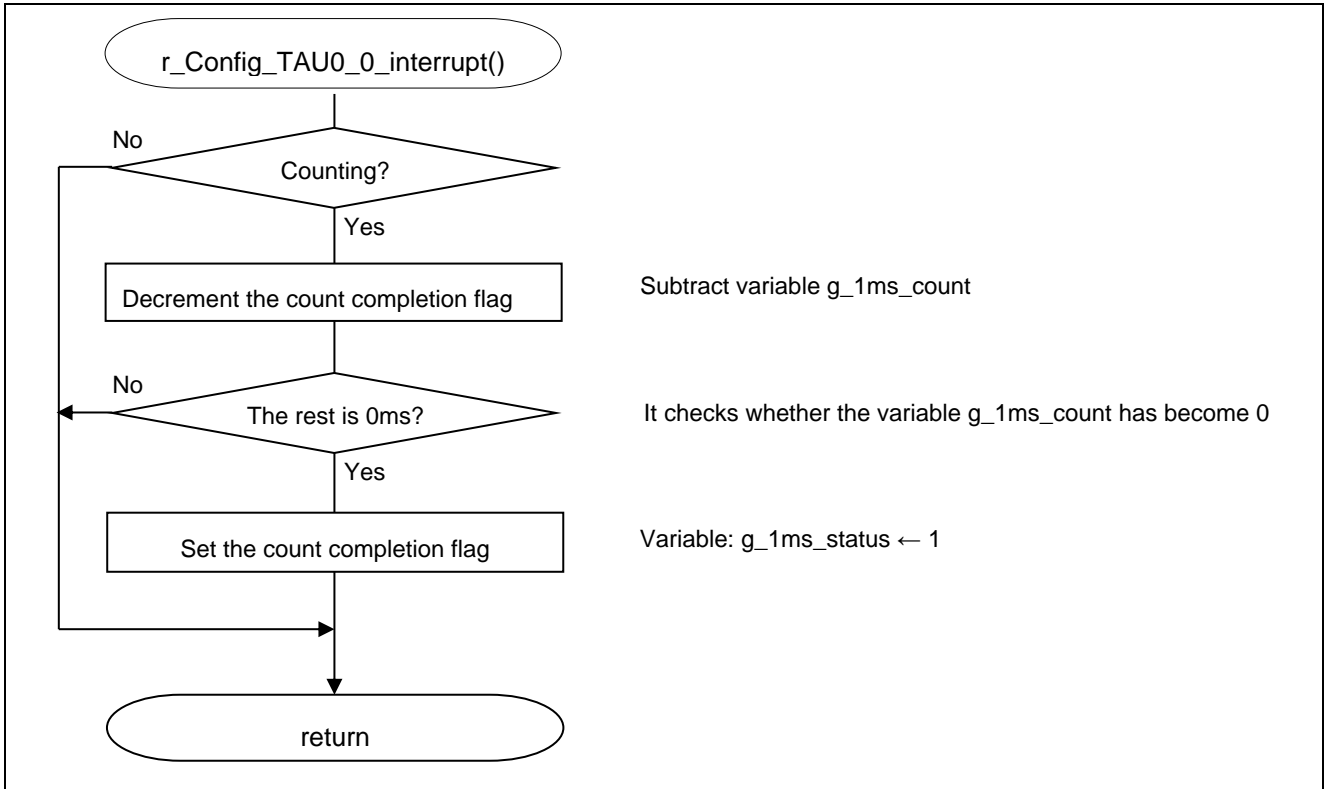 r_Config_TAU0_0_interrupt()
No
Counting?
Yes
Decrement the count completion flag
Subtract variable g_1ms_count
No
The rest is 0ms?
It checks whether the variable g_1ms_count has become 0
Yes
Set the count completion flag
Variable: g_1ms_status ← 1
return